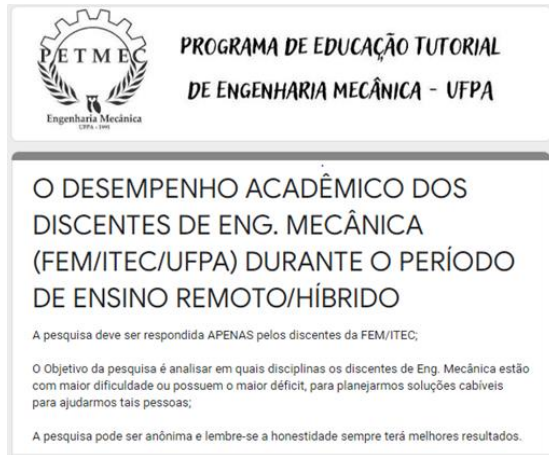 PETMEC
Engenharia Mecânica
UFPA - 1991
PROGRAMA DE EDUCAÇÃO TUTORIAL
DE ENGENHARIA MECÂNICA - UFPA
O DESEMPENHO ACADÊMICO DOS
DISCENTES DE ENG. MECÂNICA
(FEM/ITEC/UFPA) DURANTE O PERÍODO
DE ENSINO REMOTO/HÍBRIDO
A pesquisa deve ser respondida APENAS pelos discentes da FEM/ITEC;
O Objetivo da pesquisa é analisar em quais disciplinas os discentes de Eng. Mecânica estão
com maior dificuldade ou possuem o maior déficit, para planejarmos soluções cabíveis
para ajudarmos tais pessoas;
A pesquisa pode ser anônima e lembre-se a honestidade sempre terá melhores resultados.